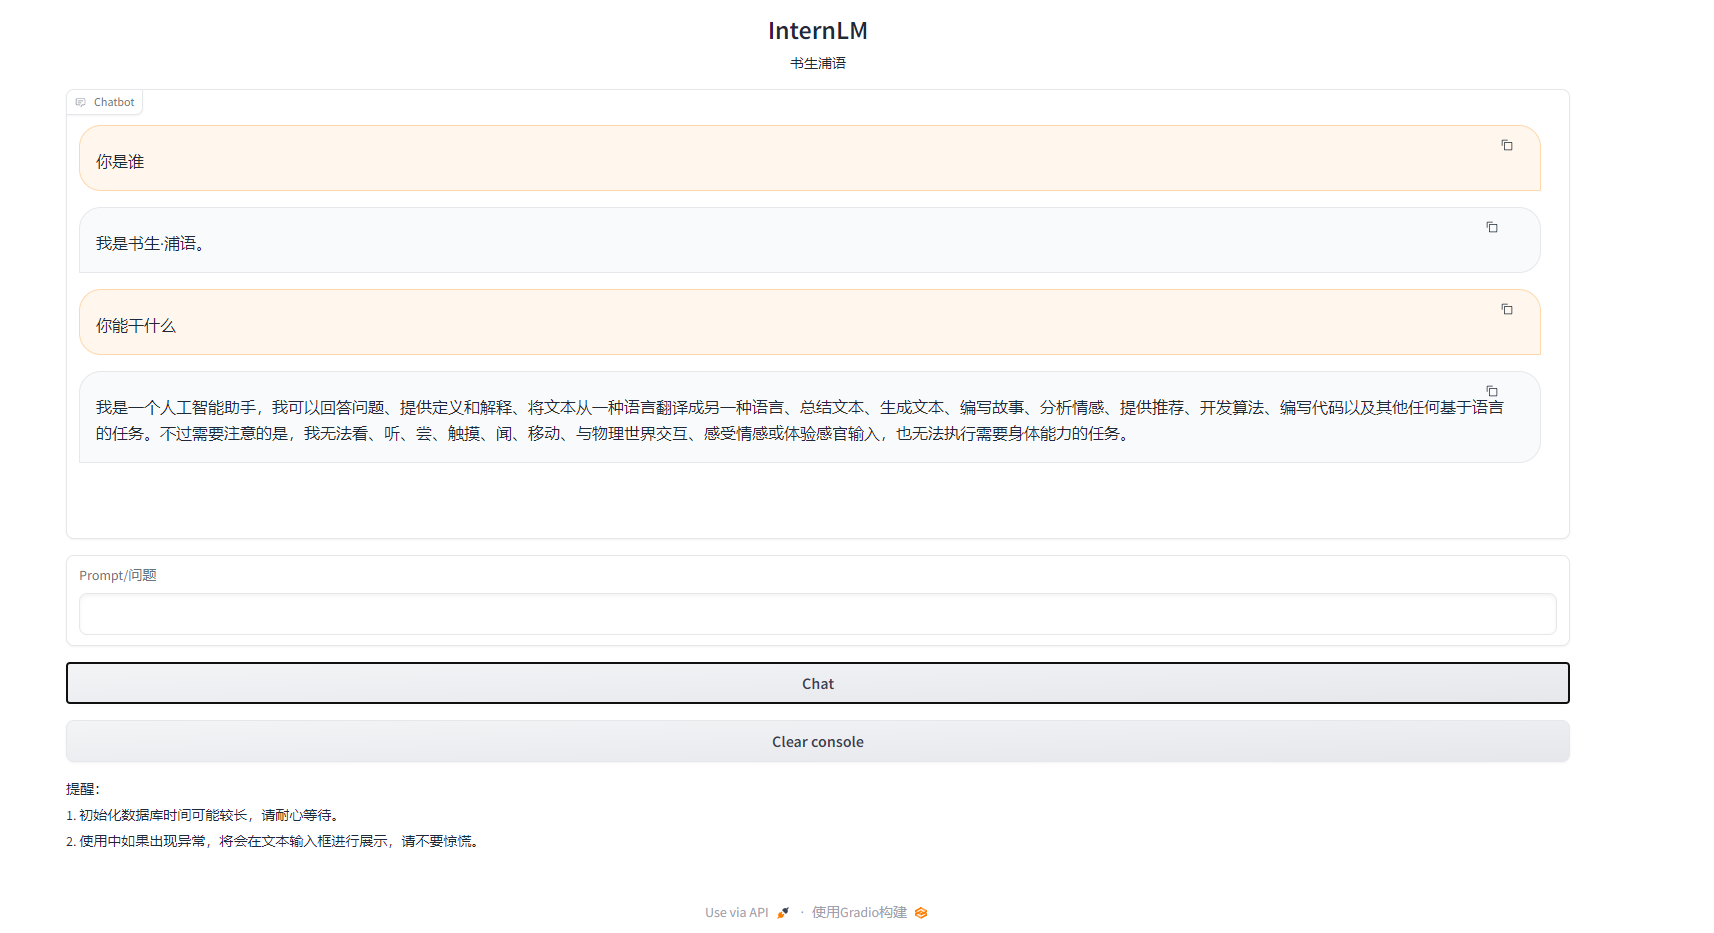 InternLM
书生浦语
Chatbot
你是谁
我是书生·浦语。
你能干什么
我是一个人工智能助手，我可以回答问题、提供定义和解释、将文本从一种语言翻译成另一种语言、总结文本、生成文本、编写故事、分析情感、提供推荐、开发算法、编写代码以及其他任何基于语言
的任务。不过需要注意的是，我无法看、听、尝、触摸、闻、移动、与物理世界交互、感受情感或体验感官输入，也无法执行需要身体能力的任务。
Prompt/问题
Chat
Clear console
提醒：
1. 初始化数据库时间可能较长，请耐心等待。
2. 使用中如果出现异常，将会在文本输入框进行展示，请不要惊慌。
Use via API · 使用Gradio构建